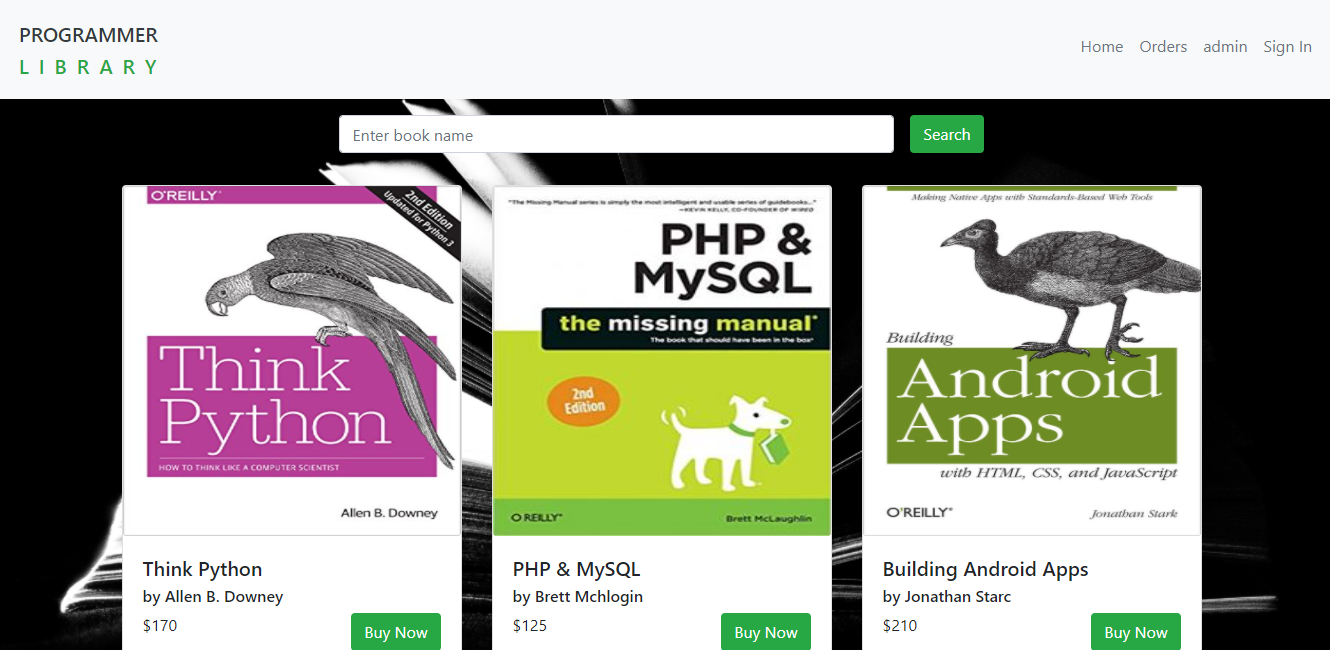 PROGRAMMER
LIBRARY
Home
Orders
admin
Sign In
Enter book name
Search
O'REILLY®
2nd Edition
Updated for Python 3
Think
Python
HOW TO THINK LIKE A COMPUTER SCIENTIST
Allen B. Downey
Think Python
by Allen B. Downey
$170
Buy Now
"The Missing Manual series is simply the most intelligent and usable series of guidebooks..."
—KEVIN KELLY, CO-FOUNDER OF WIRED
PHP &
MySQL
the missing manual®
The book that should have been in the box®
2nd
Edition
O'REILLY®
Brett McLaughlin
PHP & MySQL
by Brett Mchlogin
$125
Buy Now
Making Native Apps with Standards-Based Web Tools
Building
Android
Apps
with HTML, CSS, and JavaScript
O'REILLY®
Jonathan Stark
Building Android Apps
by Jonathan Starc
$210
Buy Now